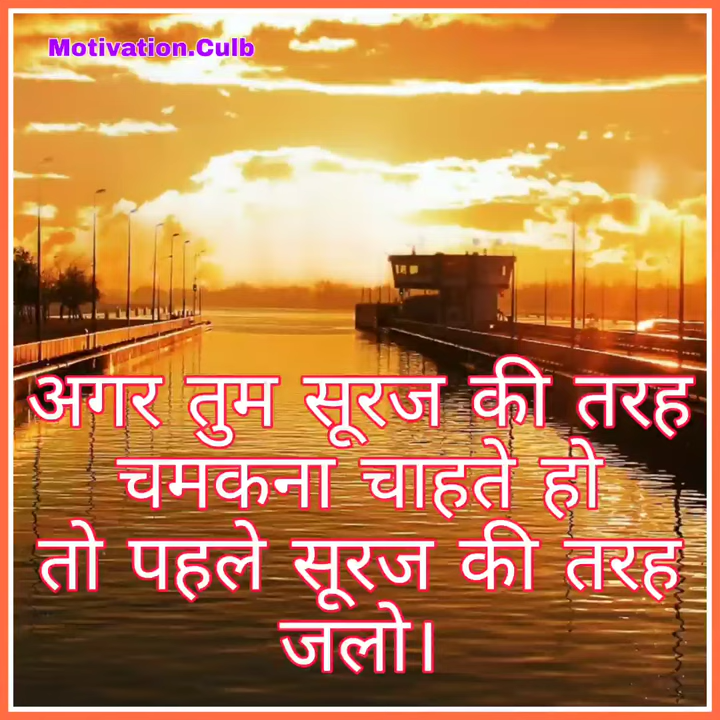 Motivation.Culb
अगर तुम सूरज की तरह
चमकना चाहते हो
तो पहले सूरज की तरह
जलो।